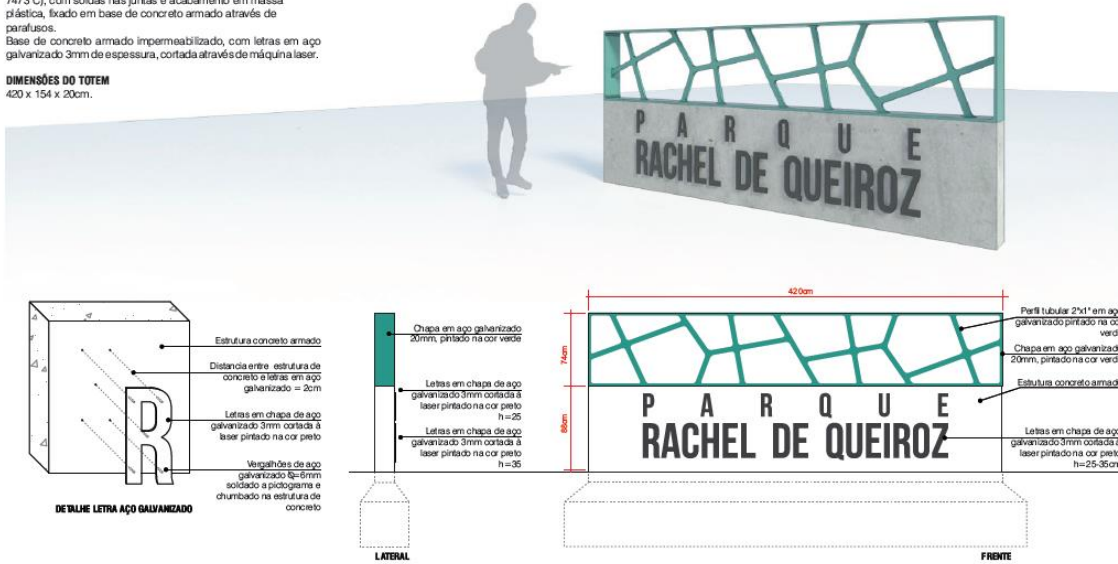 7473 C), com soldas nas juntas e acabamento em massa
plástica, fixado em base de concreto armado através de
parafusos.
Base de concreto armado impermeabilizado, com letras em aço
galvanizado 3mm de espessura, cortada através de máquina laser.
DIMENSÕES DO TOTEM
420 x 154 x 20cm.
PARQUE
RACHEL DE QUEIROZ
Estrutura concreto armado
Distancia entre estrutura de
concreto e letras em aço
galvanizado = 2cm
Letras em chapa de aço
galvanizado 3mm cortada à
laser pintado na cor preto
Vergalhões de aço
galvanizado Ø=6mm
soldado a pictograma e
chumbado na estrutura de
concreto
DETALHE LETRA AÇO GALVANIZADO
Chapa em aço galvanizado
20mm, pintado na cor verde
Letras em chapa de aço
galvanizado 3mm cortada à
laser pintado na cor preto
h=25
Letras em chapa de aço
galvanizado 3mm cortada à
laser pintado na cor preto
h=35
LATERAL
420cm
74cm
88cm
PARQUE
RACHEL DE QUEIROZ
Perfil tubular 2"x1" em aço
galvanizado pintado na cor
verde
Chapa em aço galvanizado
20mm, pintado na cor verde
Estrutura concreto armado
Letras em chapa de aço
galvanizado 3mm cortada à
laser pintado na cor preto
h=25-35cm
FRENTE